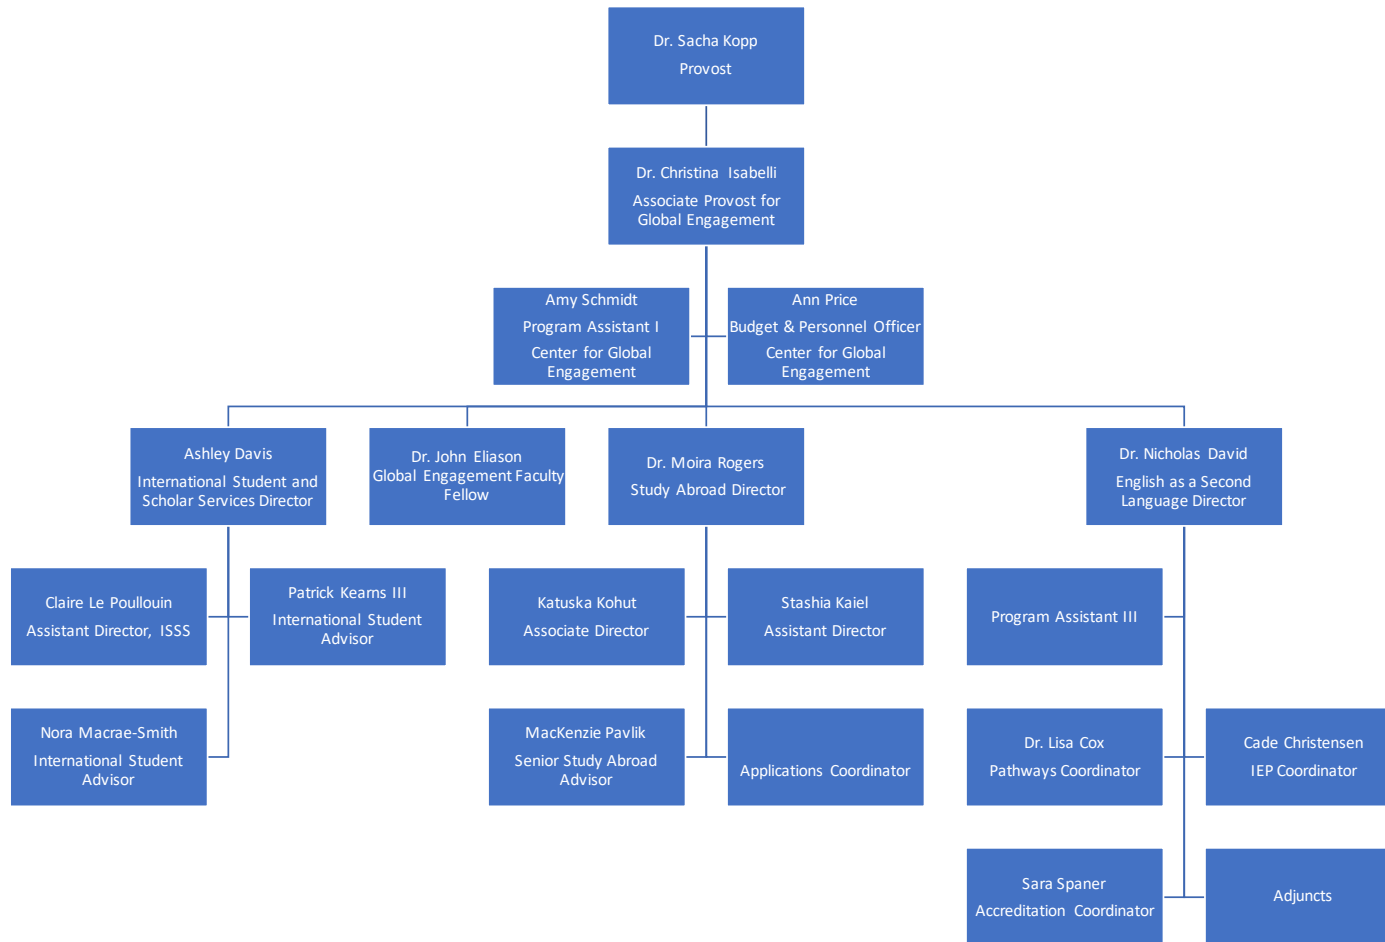 Dr. Sacha Kopp
Provost
Dr. Christina Isabelli
Associate Provost for
Global Engagement
Amy Schmidt
Program Assistant I
Center for Global
Engagement
Ann Price
Budget & Personnel Officer
Center for Global
Engagement
Ashley Davis
International Student and
Scholar Services Director
Dr. John Eliason
Global Engagement Faculty
Fellow
Dr. Moira Rogers
Study Abroad Director
Dr. Nicholas David
English as a Second
Language Director
Claire Le Poullouin
Assistant Director, ISSS
Patrick Kearns III
International Student
Advisor
Katuska Kohut
Associate Director
Stashia Kaiel
Assistant Director
Program Assistant III
Nora Macrae-Smith
International Student
Advisor
MacKenzie Pavlik
Senior Study Abroad
Advisor
Applications Coordinator
Dr. Lisa Cox
Pathways Coordinator
Cade Christensen
IEP Coordinator
Sara Spaner
Accreditation Coordinator
Adjuncts